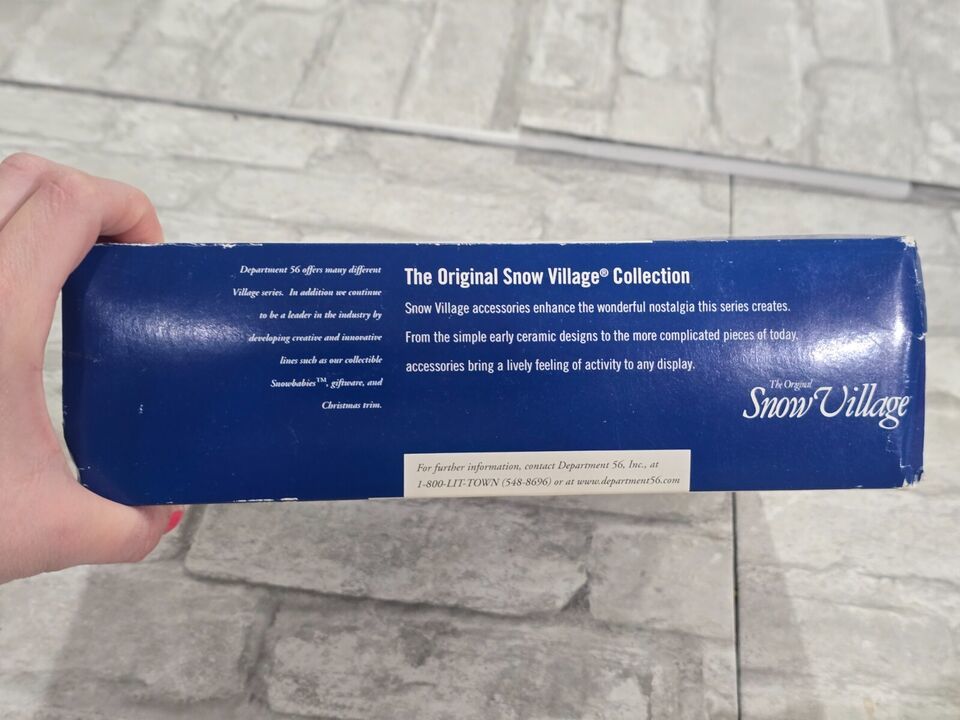 Department 56 offers many different
Village series. In addition we continue
to be a leader in the industry by
developing creative and innovative
lines such as our collectible
Snowbabies™, giftware, and
Christmas trim.
The Original Snow Village® Collection
Snow Village accessories enhance the wonderful nostalgia this series creates.
From the simple early ceramic designs to the more complicated pieces of today,
accessories bring a lively feeling of activity to any display.
The Original
Snow Village
For further information, contact Department 56, Inc., at
1-800-LIT-TOWN (548-8696) or at www.department56.com